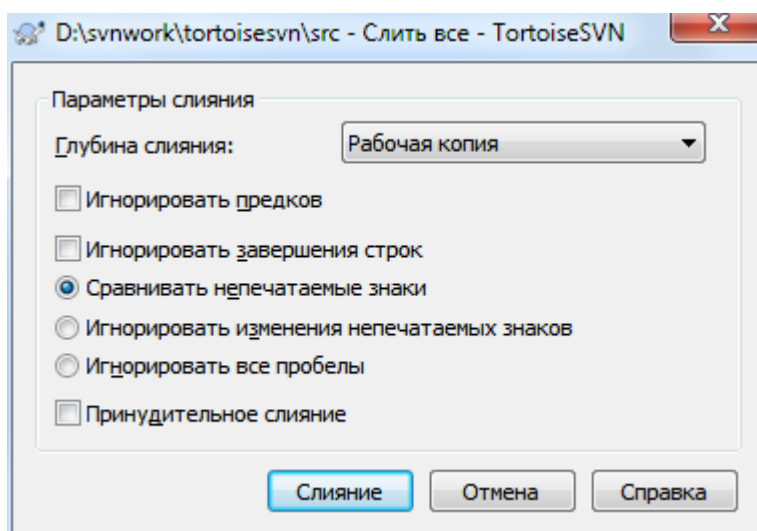 D:\svnwork\tortoisesvn\src - Слить все - TortoiseSVN
Параметры слияния
Глубина слияния: Рабочая копия
Игнорировать предков
Игнорировать завершения строк
Сравнивать непечатаемые знаки
Игнорировать изменения непечатаемых знаков
Игнорировать все пробелы
Принудительное слияние
Слияние Отмена Справка